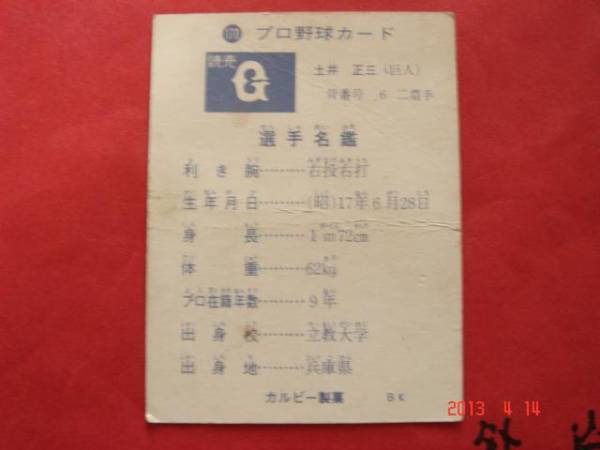 170 プロ野球カード
読売
G
土井 正三 (巨人)
背番号 6 二塁手
選手名鑑
利き腕………右投右打
生年月日………(昭)17年6月28日
身長………1m72cm
体重………62kg
プロ在籍年数………9年
出身校………立教大学
出身地………兵庫県
カルビー製菓 BK
2013 4 14